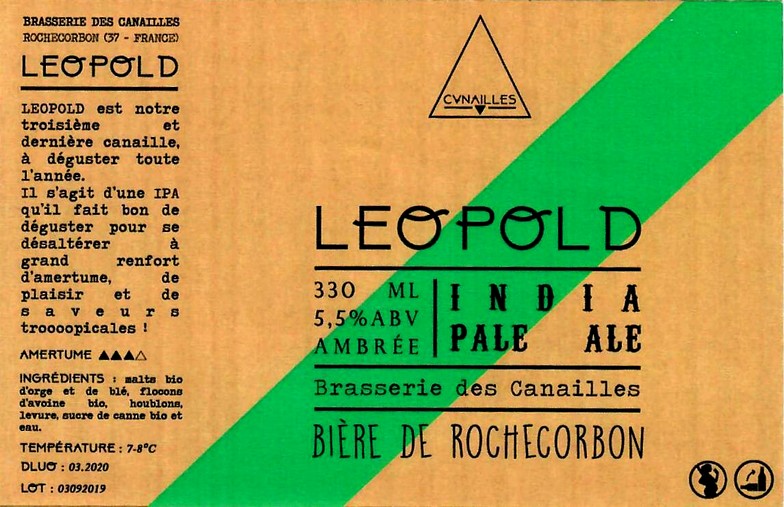 BRASSERIE DES CANAILLES
ROCHECORBON (37 - FRANCE)
LEOPOLD
LEOPOLD est notre
troisième et
dernière canaille,
à déguster toute
l'année.
Il s'agit d'une IPA
qu'il fait bon de
déguster pour se
désaltérer à
grand renfort
d'amertume, de
plaisir et de
saveurs
troooopicales !
AMERTUME ▲▲▲△
INGRÉDIENTS : malts bio
d'orge et de blé, flocons
d'avoine bio, houblons,
levure, sucre de canne bio et
eau.
TEMPÉRATURE : 7-8°C
DLUO : 03.2020
LOT : 03092019
CVNAILLES
LEOPOLD
330 ML
5,5%ABV
AMBRÉE
INDIA
PALE ALE
Brasserie des Canailles
BIÈRE DE ROCHECORBON